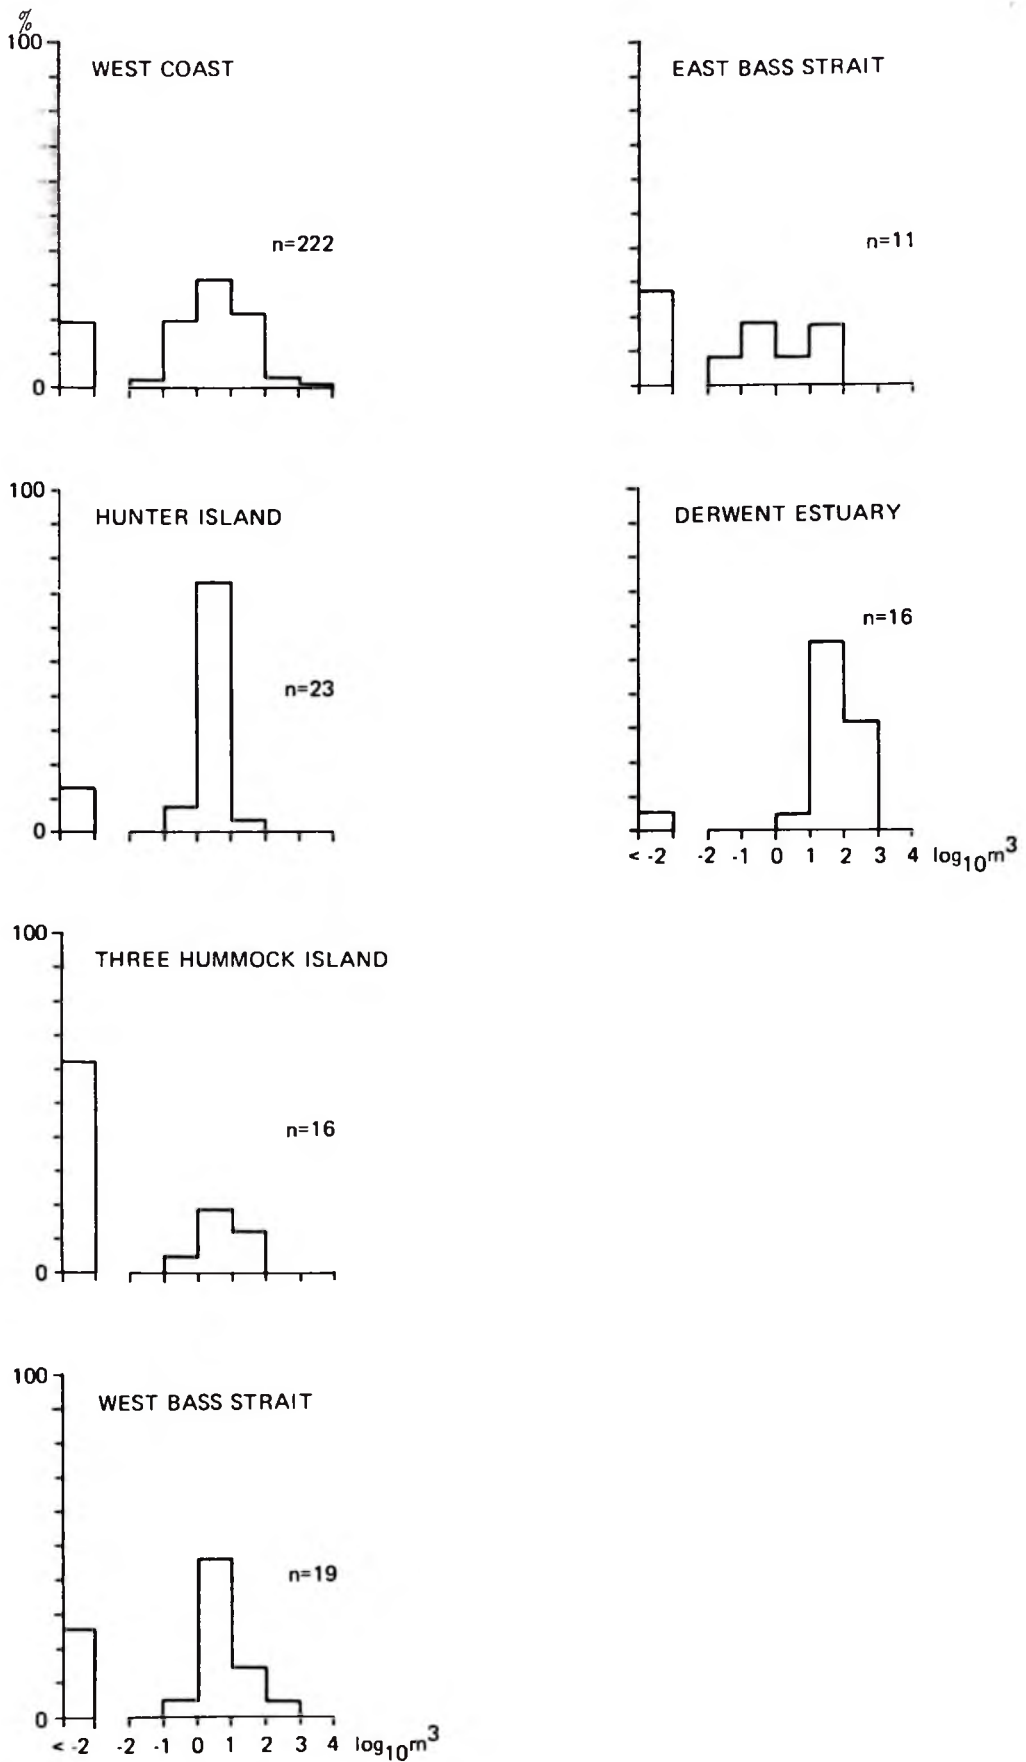 %
100
WEST COAST
n=222
0
EAST BASS STRAIT
n=11
100
HUNTER ISLAND
n=23
0
DERWENT ESTUARY
n=16
< -2 -2 -1 0 1 2 3 4 log10m3
100
THREE HUMMOCK ISLAND
n=16
0
100
WEST BASS STRAIT
n=19
0
< -2 -2 -1 0 1 2 3 4 log10m3